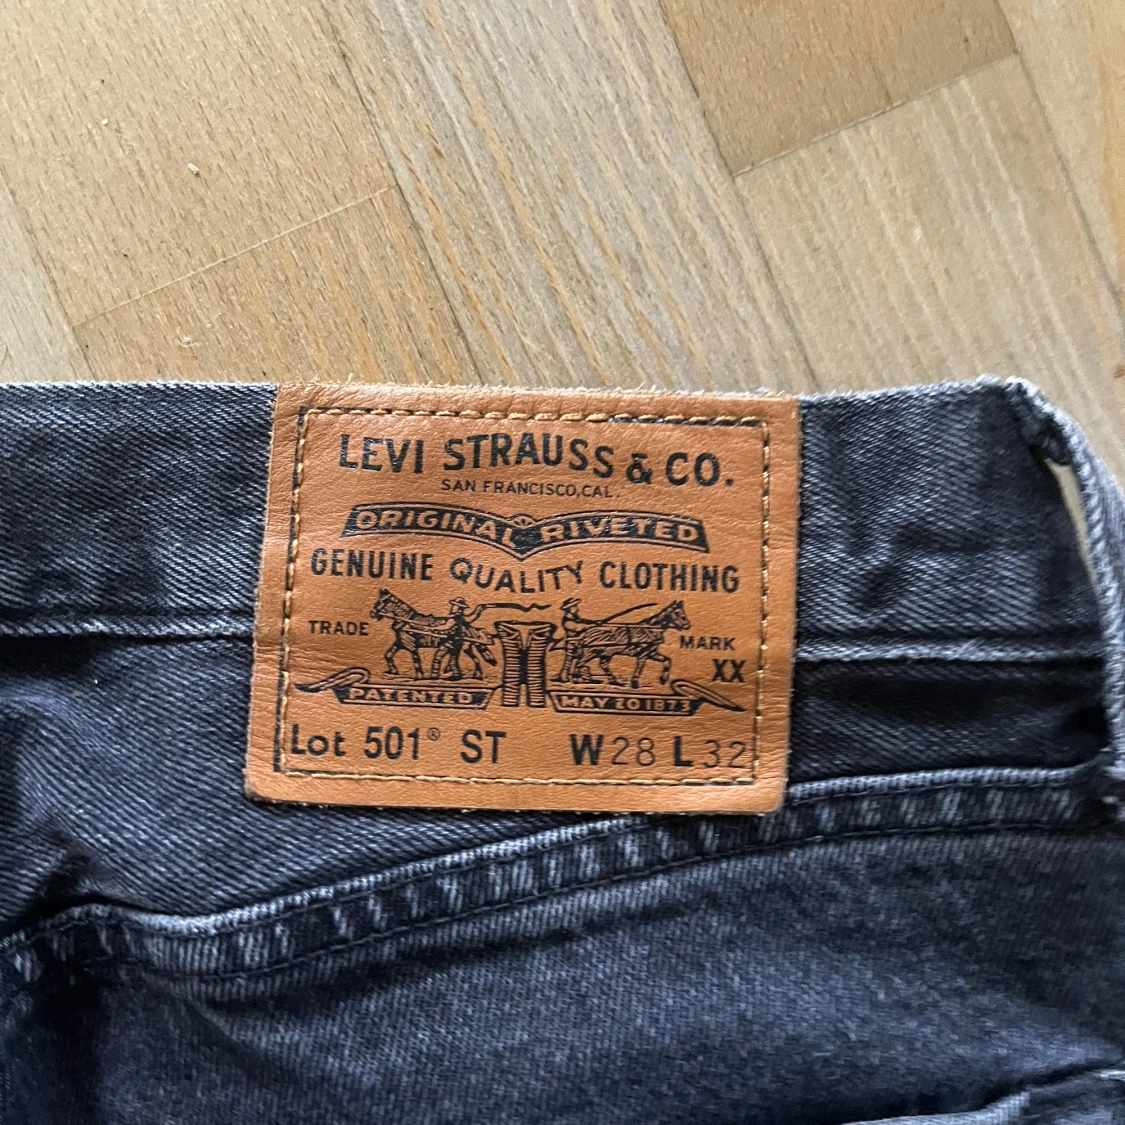 LEVI STRAUSS & CO.
SAN FRANCISCO, CAL.
ORIGINAL RIVETED
GENUINE QUALITY CLOTHING
TRADE MARK
XX
PATENTED MAY 20 1873
Lot 501® ST W28 L32